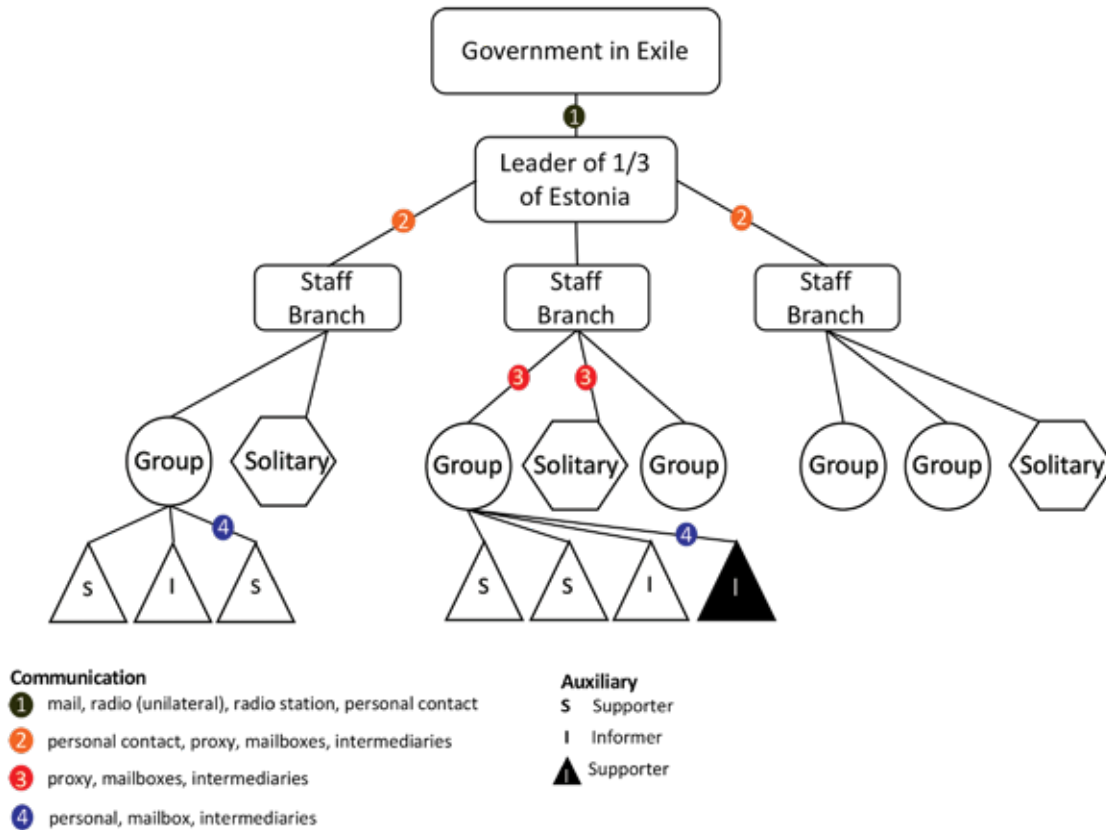 Government in Exile
1
Leader of 1/3
of Estonia
2
2
Staff
Branch
Staff
Branch
Staff
Branch
3
3
Group
Solitary
Group
Solitary
Group
Group
Group
Solitary
4
4
S
I
S
S
S
I
I
Communication
1 mail, radio (unilateral), radio station, personal contact
2 personal contact, proxy, mailboxes, intermediaries
3 proxy, mailboxes, intermediaries
4 personal, mailbox, intermediaries
Auxiliary
S Supporter
I Informer
I Supporter